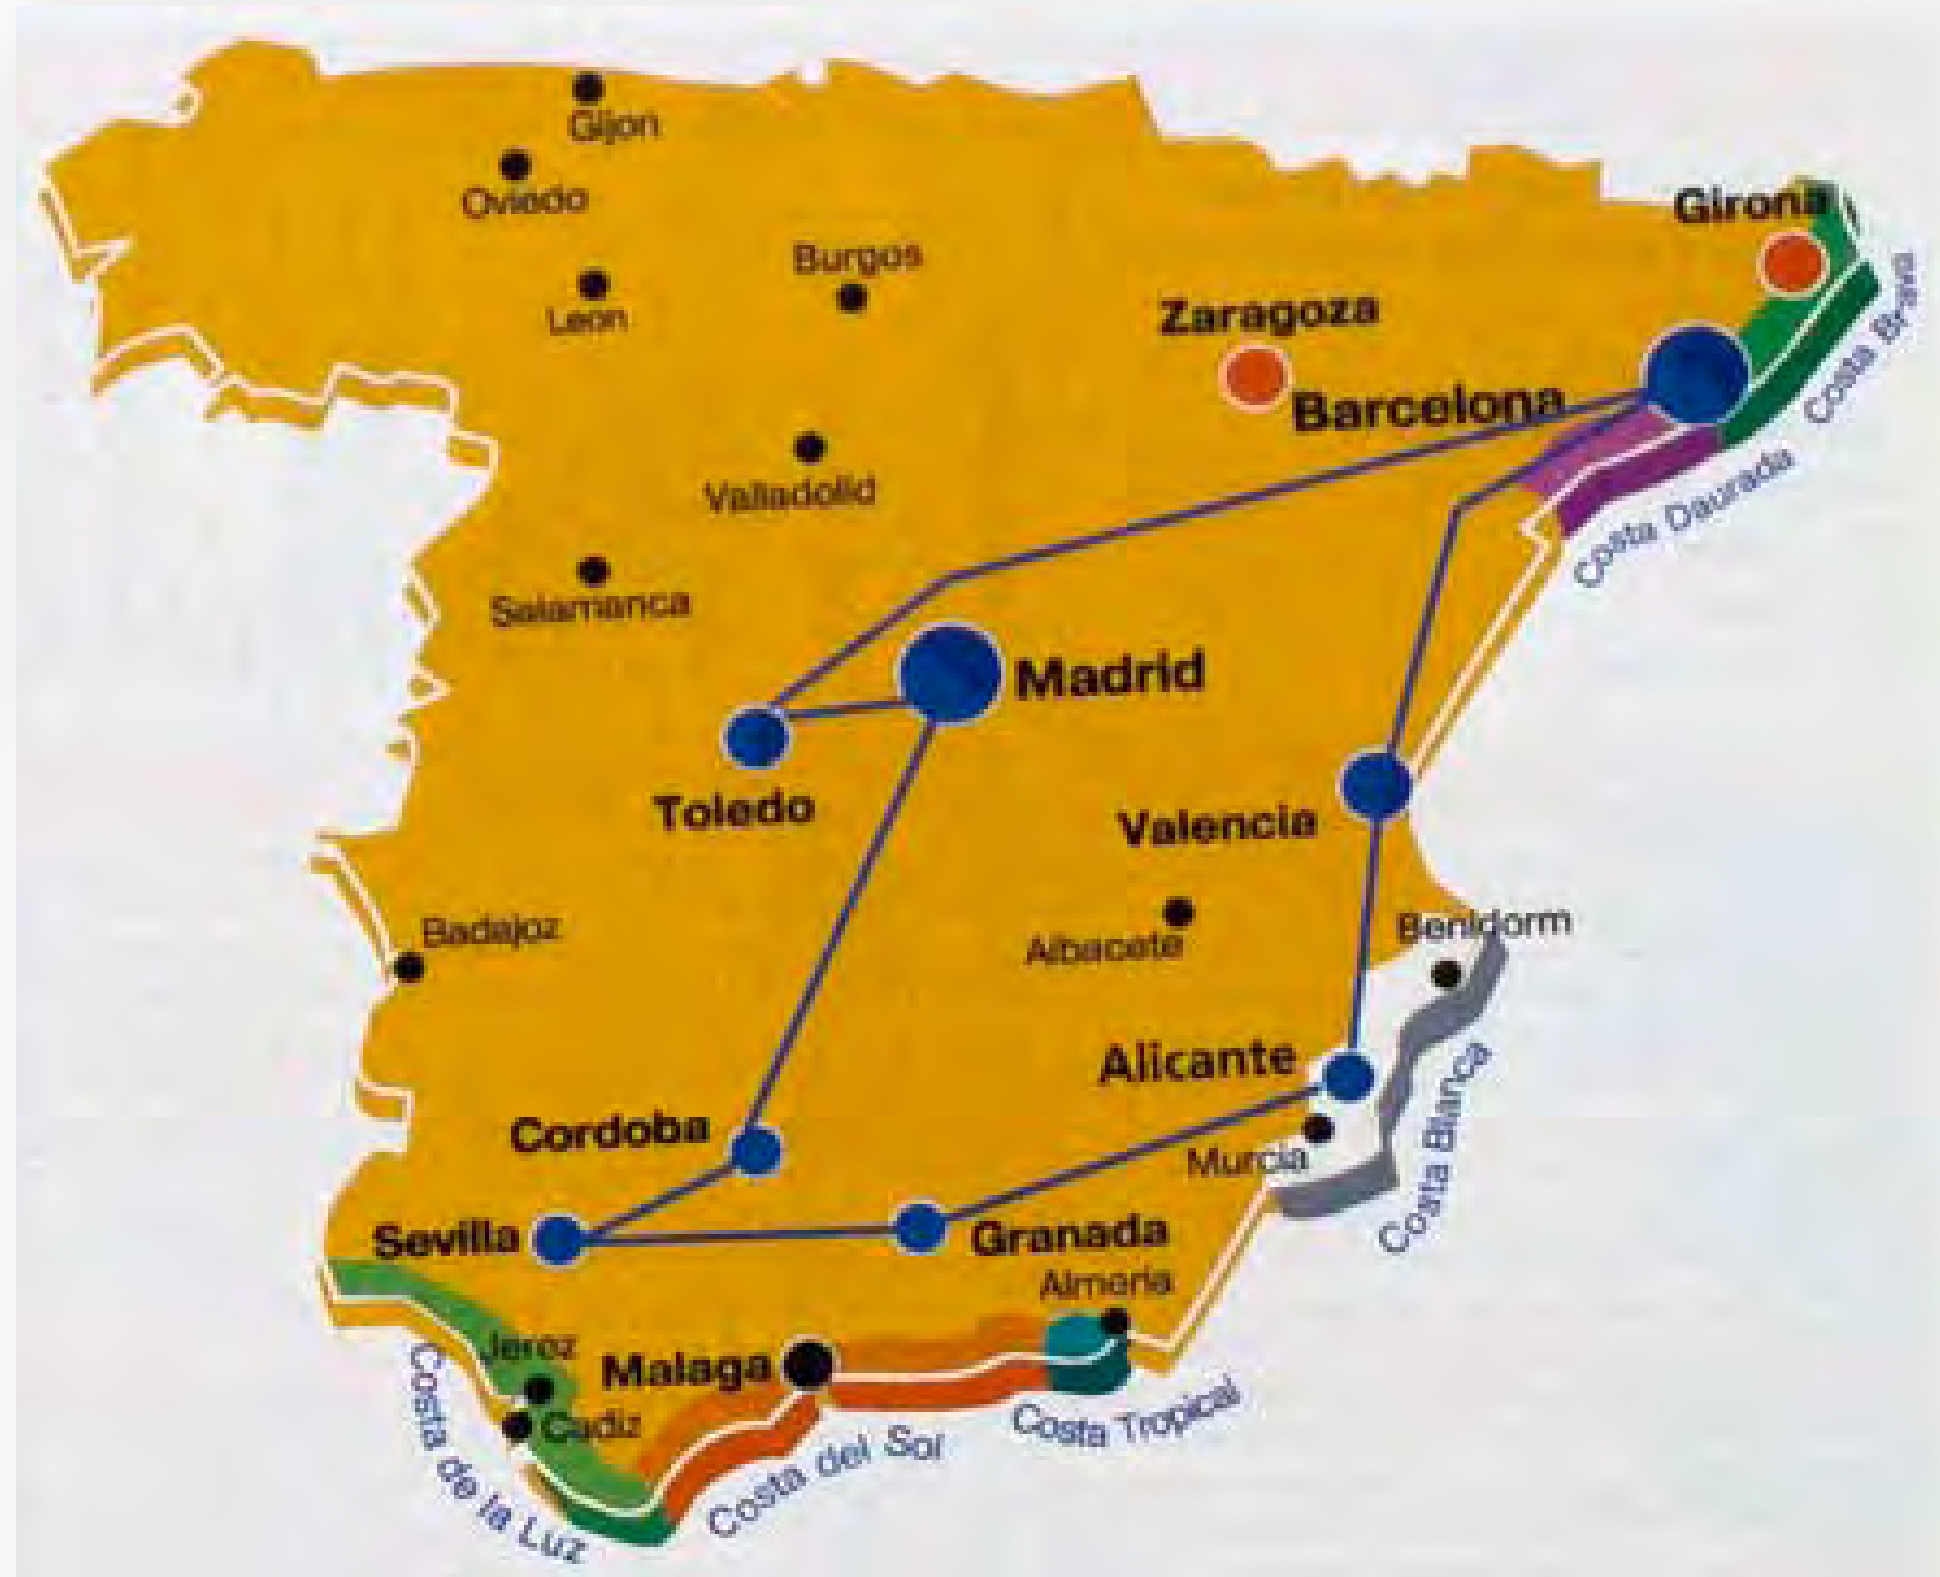 Gijon
Oviedo
Girona
Burgos
Leon
Zaragoza
Costa Brava
Barcelona
Valladolid
Costa Daurada
Salamanca
Madrid
Toledo
Valencia
Badajoz
Benidorm
Albacete
Alicante
Costa Blanca
Cordoba
Murcia
Sevilla
Granada
Almeria
Jerez
Malaga
Cadiz
Costa Tropical
Costa del Sol
Costa de la Luz